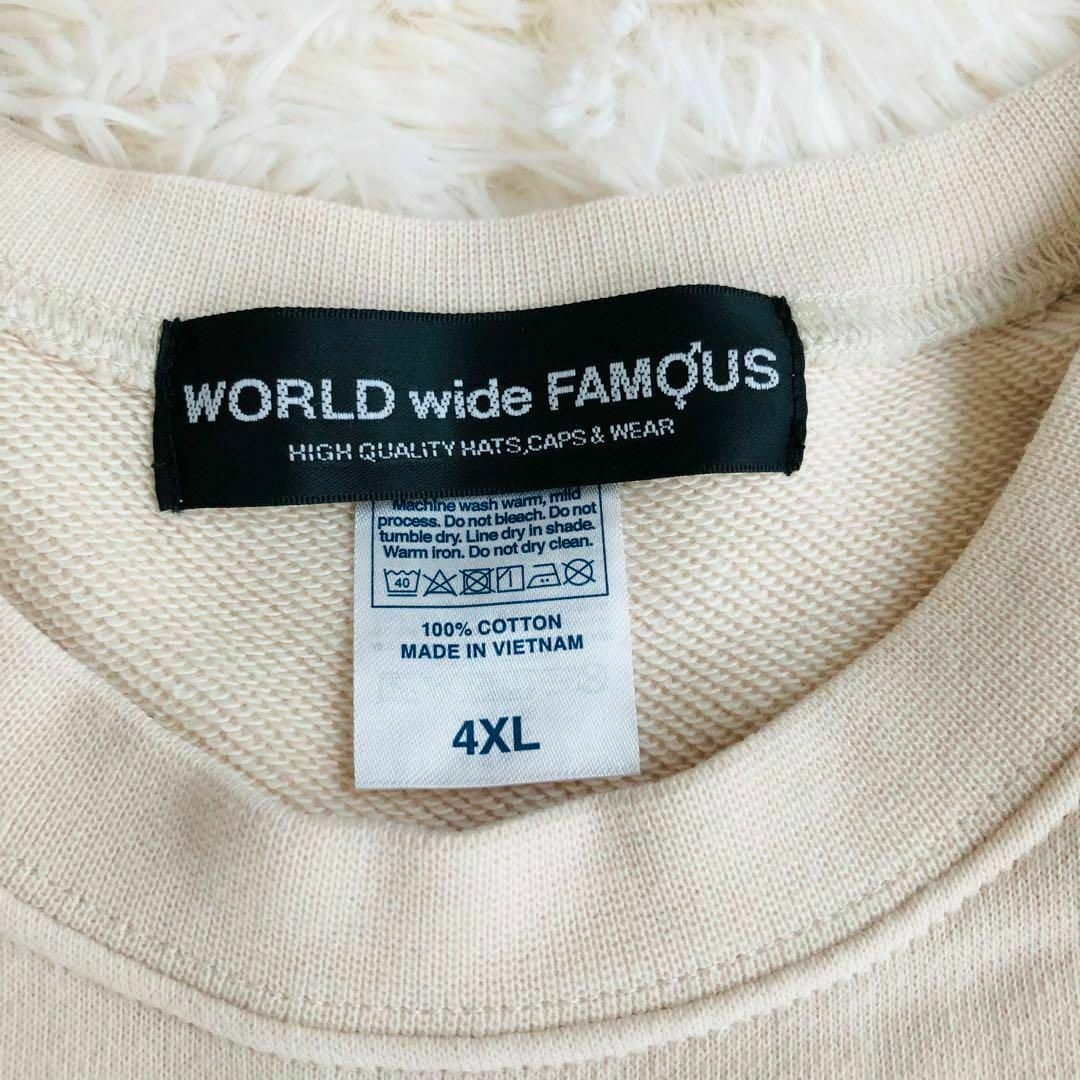 WORLD wide FAMOUS
HIGH QUALITY HATS,CAPS & WEAR
Machine wash warm, mild
process. Do not bleach. Do not
tumble dry. Line dry in shade.
Warm iron. Do not dry clean.
40
100% COTTON
MADE IN VIETNAM
4XL